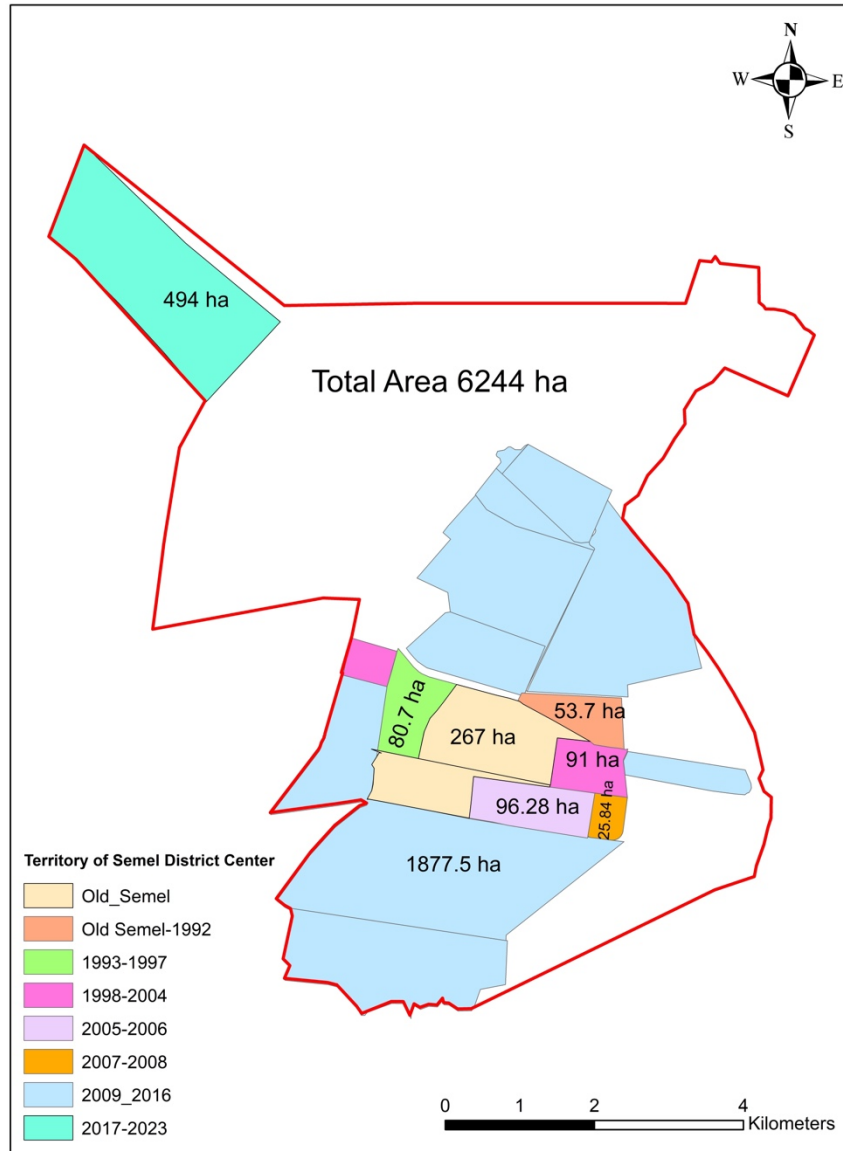 N
W E
S
494 ha
Total Area 6244 ha
53.7 ha
80.7 ha
267 ha
91 ha
96.28 ha
25.84 ha
1877.5 ha
Territory of Semel District Center
Old_Semel
Old Semel-1992
1993-1997
1998-2004
2005-2006
2007-2008
2009_2016
2017-2023
0 1 2 4
Kilometers